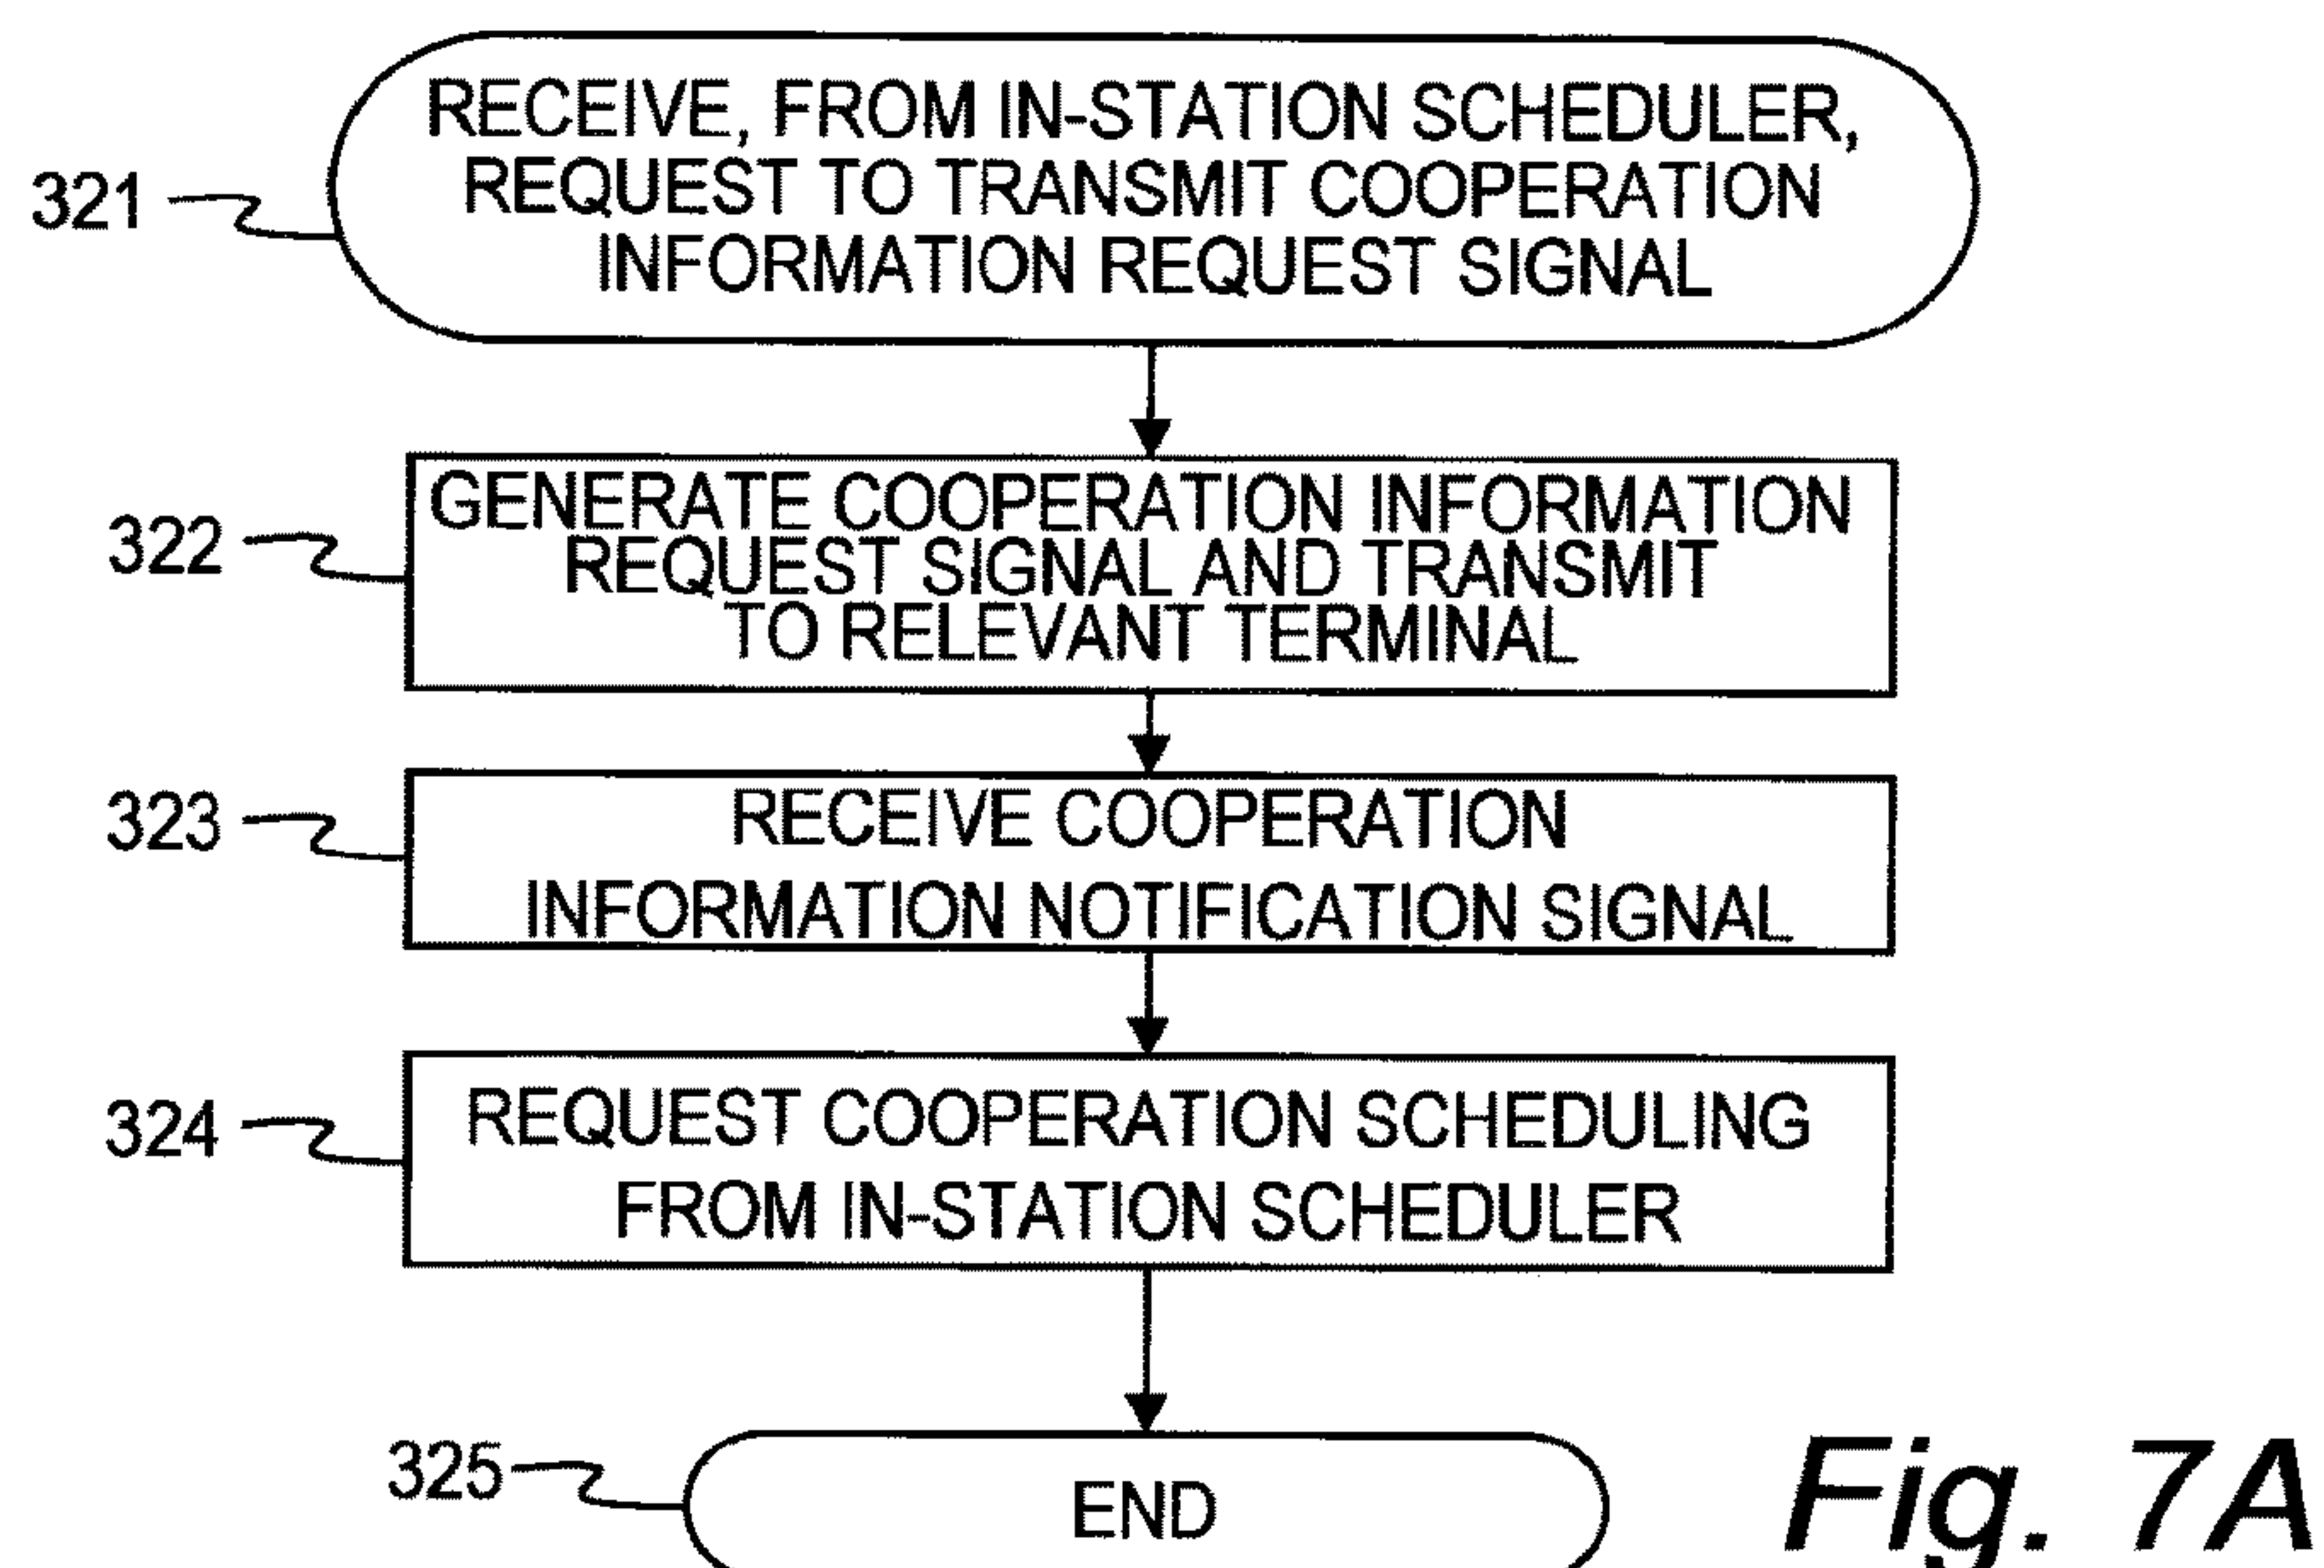 RECEIVE, FROM IN-STATION SCHEDULER,
REQUEST TO TRANSMIT COOPERATION
INFORMATION REQUEST SIGNAL
321
GENERATE COOPERATION INFORMATION
REQUEST SIGNAL AND TRANSMIT
TO RELEVANT TERMINAL
322
RECEIVE COOPERATION
INFORMATION NOTIFICATION SIGNAL
323
REQUEST COOPERATION SCHEDULING
FROM IN-STATION SCHEDULER
324
325
END
Fig. 7A